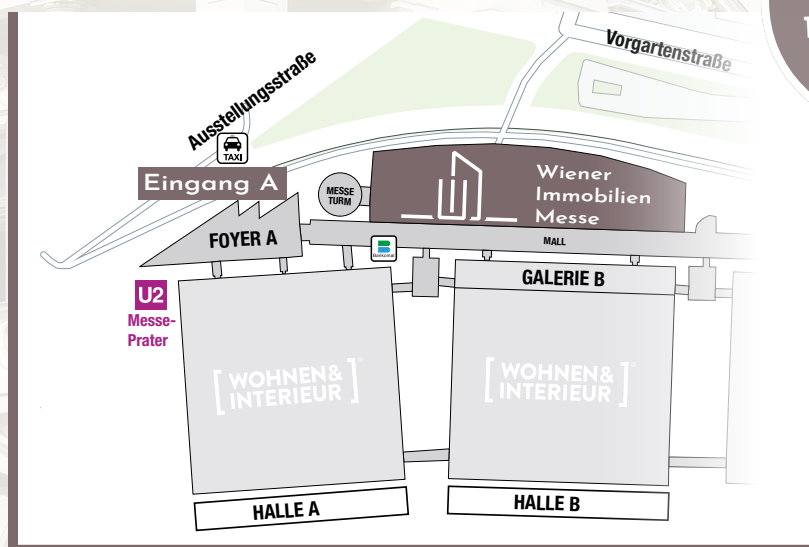 Vorgartenstraße
Ausstellungsstraße
TAXI
Eingang A
MESSE
TURM
Wiener
Immobilien
Messe
FOYER A
MALL
Bankomat
GALERIE B
U2
Messe-
Prater
[WOHNEN&
INTERIEUR]®
[WOHNEN&
INTERIEUR]®
HALLE A
HALLE B